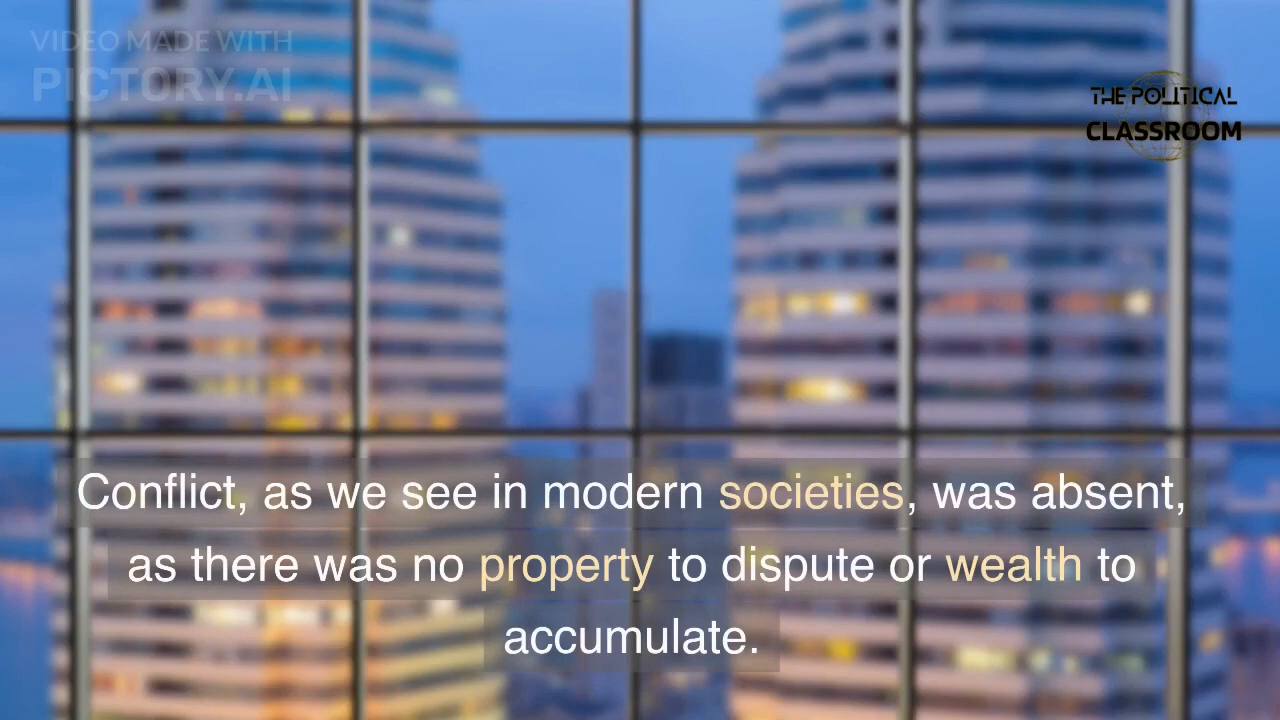 VIDEO MADE WITH
PICTORY.AI
THE POLITICAL
CLASSROOM
Conflict, as we see in modern societies, was absent,
as there was no property to dispute or wealth to
accumulate.